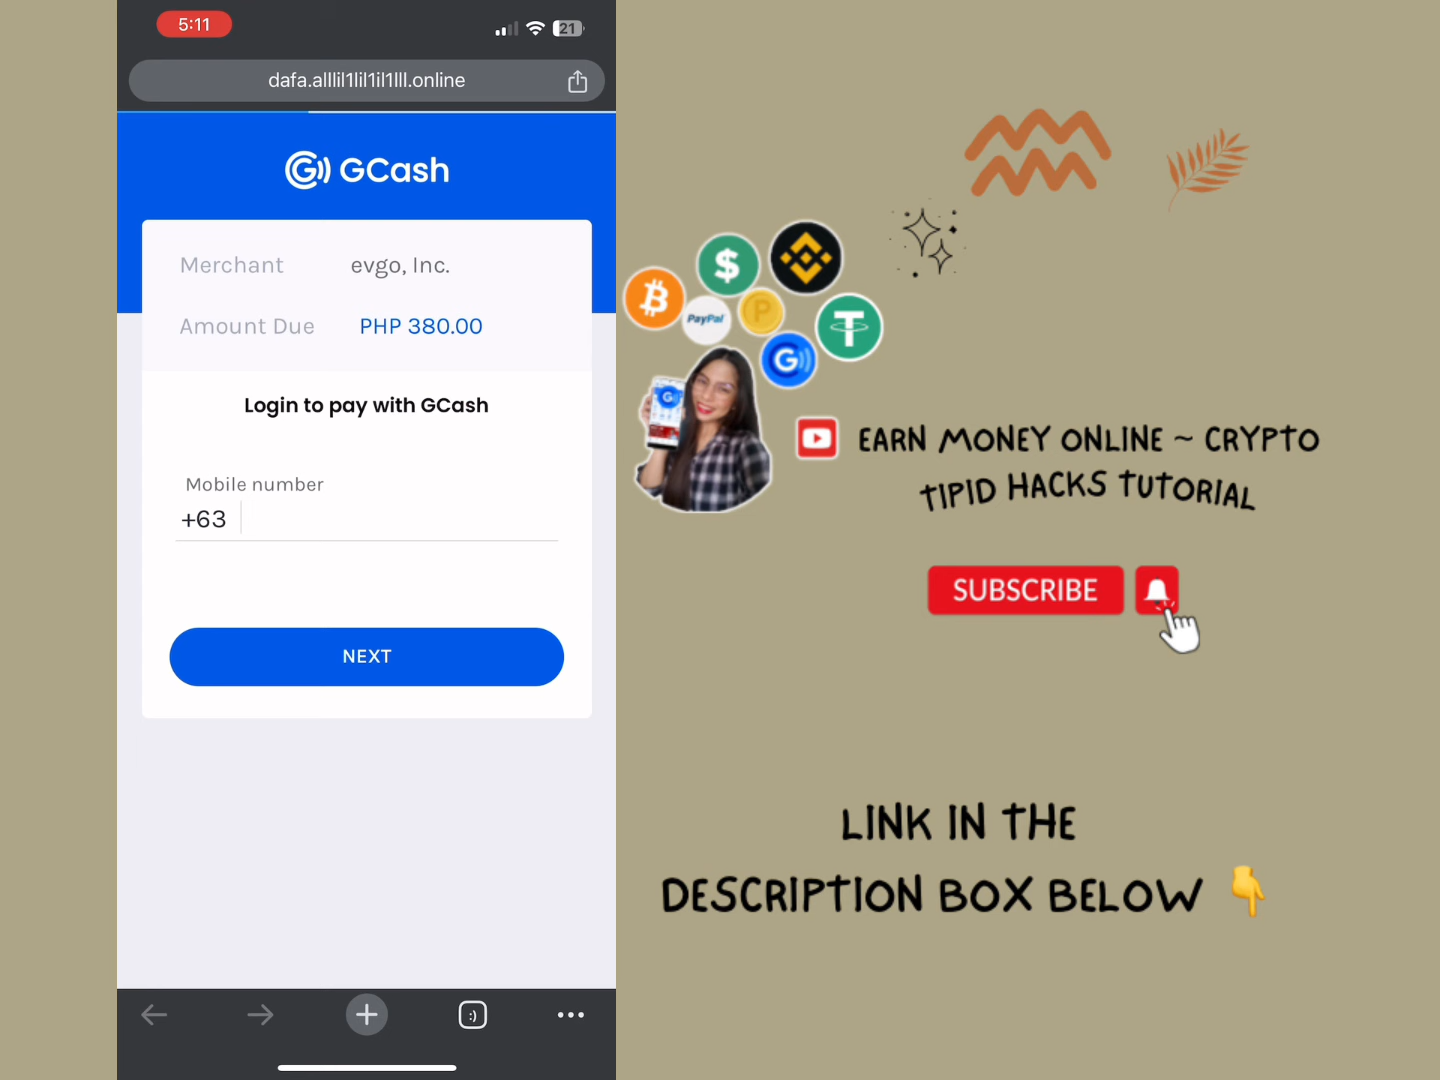 5:11
21
dafa.alllil1lil1il1lll.online
GCash
Merchant evgo, Inc.
Amount Due PHP 380.00
Login to pay with GCash
Mobile number
+63
NEXT
:)
PayPal
P
EARN MONEY ONLINE ~ CRYPTO
TIPID HACKS TUTORIAL
SUBSCRIBE
LINK IN THE
DESCRIPTION BOX BELOW